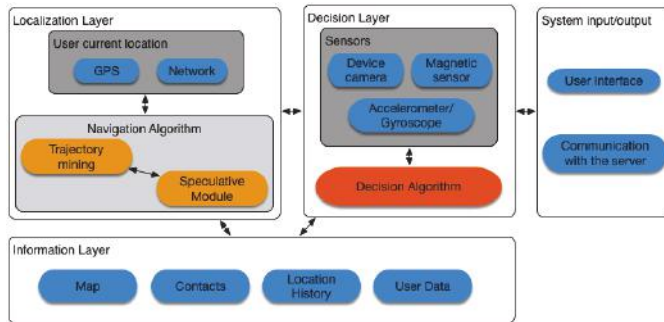 Localization Layer
User current location
GPS
Network
Navigation Algorithm
Trajectory
mining
Speculative
Module
Decision Layer
Sensors
Device
camera
Magnetic
sensor
Accelerometer/
Gyroscope
Decision Algorithm
System input/output
User Interface
Communication
with the server
Information Layer
Map
Contacts
Location
History
User Data